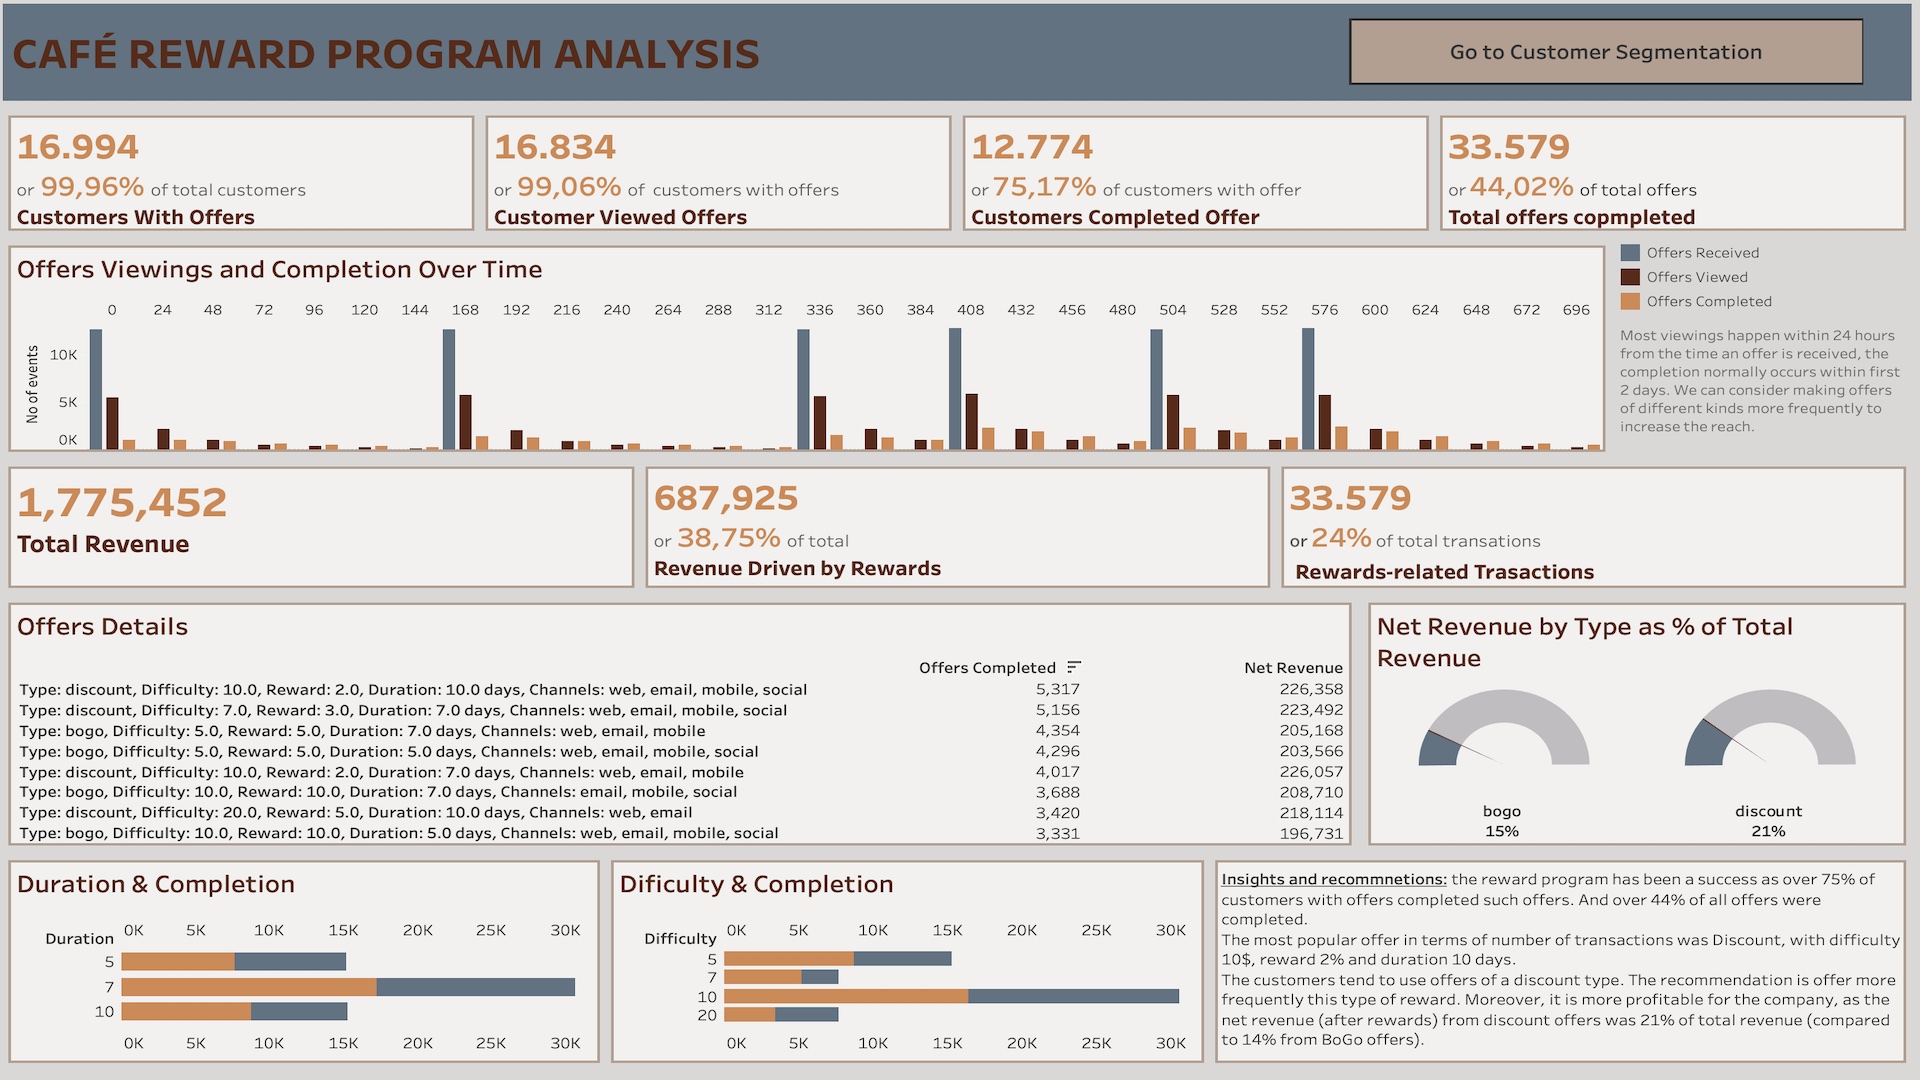 CAFÉ REWARD PROGRAM ANALYSIS
Go to Customer Segmentation
16.994
or 99,96% of total customers
Customers With Offers
16.834
or 99,06% of customers with offers
Customer Viewed Offers
12.774
or 75,17% of customers with offer
Customers Completed Offer
33.579
or 44,02% of total offers
Total offers copmpleted
Offers Viewings and Completion Over Time
0 24 48 72 96 120 144 168 192 216 240 264 288 312 336 360 384 408 432 456 480 504 528 552 576 600 624 648 672 696
No of events
10K
5K
0K
Offers Received
Offers Viewed
Offers Completed
Most viewings happen within 24 hours
from the time an offer is received, the
completion normally occurs within first
2 days. We can consider making offers
of different kinds more frequently to
increase the reach.
1,775,452
Total Revenue
687,925
or 38,75% of total
Revenue Driven by Rewards
33.579
or 24% of total transations
Rewards-related Trasactions
Offers Details
Offers Completed Net Revenue
Type: discount, Difficulty: 10.0, Reward: 2.0, Duration: 10.0 days, Channels: web, email, mobile, social 5,317 226,358
Type: discount, Difficulty: 7.0, Reward: 3.0, Duration: 7.0 days, Channels: web, email, mobile, social 5,156 223,492
Type: bogo, Difficulty: 5.0, Reward: 5.0, Duration: 7.0 days, Channels: web, email, mobile 4,354 205,168
Type: bogo, Difficulty: 5.0, Reward: 5.0, Duration: 5.0 days, Channels: web, email, mobile, social 4,296 203,566
Type: discount, Difficulty: 10.0, Reward: 2.0, Duration: 7.0 days, Channels: web, email, mobile 4,017 226,057
Type: bogo, Difficulty: 10.0, Reward: 10.0, Duration: 7.0 days, Channels: email, mobile, social 3,688 208,710
Type: discount, Difficulty: 20.0, Reward: 5.0, Duration: 10.0 days, Channels: web, email 3,420 218,114
Type: bogo, Difficulty: 10.0, Reward: 10.0, Duration: 5.0 days, Channels: web, email, mobile, social 3,331 196,731
Net Revenue by Type as % of Total
Revenue
bogo
15%
discount
21%
Duration & Completion
Duration
0K 5K 10K 15K 20K 25K 30K
5
7
10
0K 5K 10K 15K 20K 25K 30K
Dificulty & Completion
Difficulty
0K 5K 10K 15K 20K 25K 30K
5
7
10
20
0K 5K 10K 15K 20K 25K 30K
Insights and recommnetions: the reward program has been a success as over 75% of
customers with offers completed such offers. And over 44% of all offers were
completed.
The most popular offer in terms of number of transactions was Discount, with difficulty
10$, reward 2% and duration 10 days.
The customers tend to use offers of a discount type. The recommendation is offer more
frequently this type of reward. Moreover, it is more profitable for the company, as the
net revenue (after rewards) from discount offers was 21% of total revenue (compared
to 14% from BoGo offers).